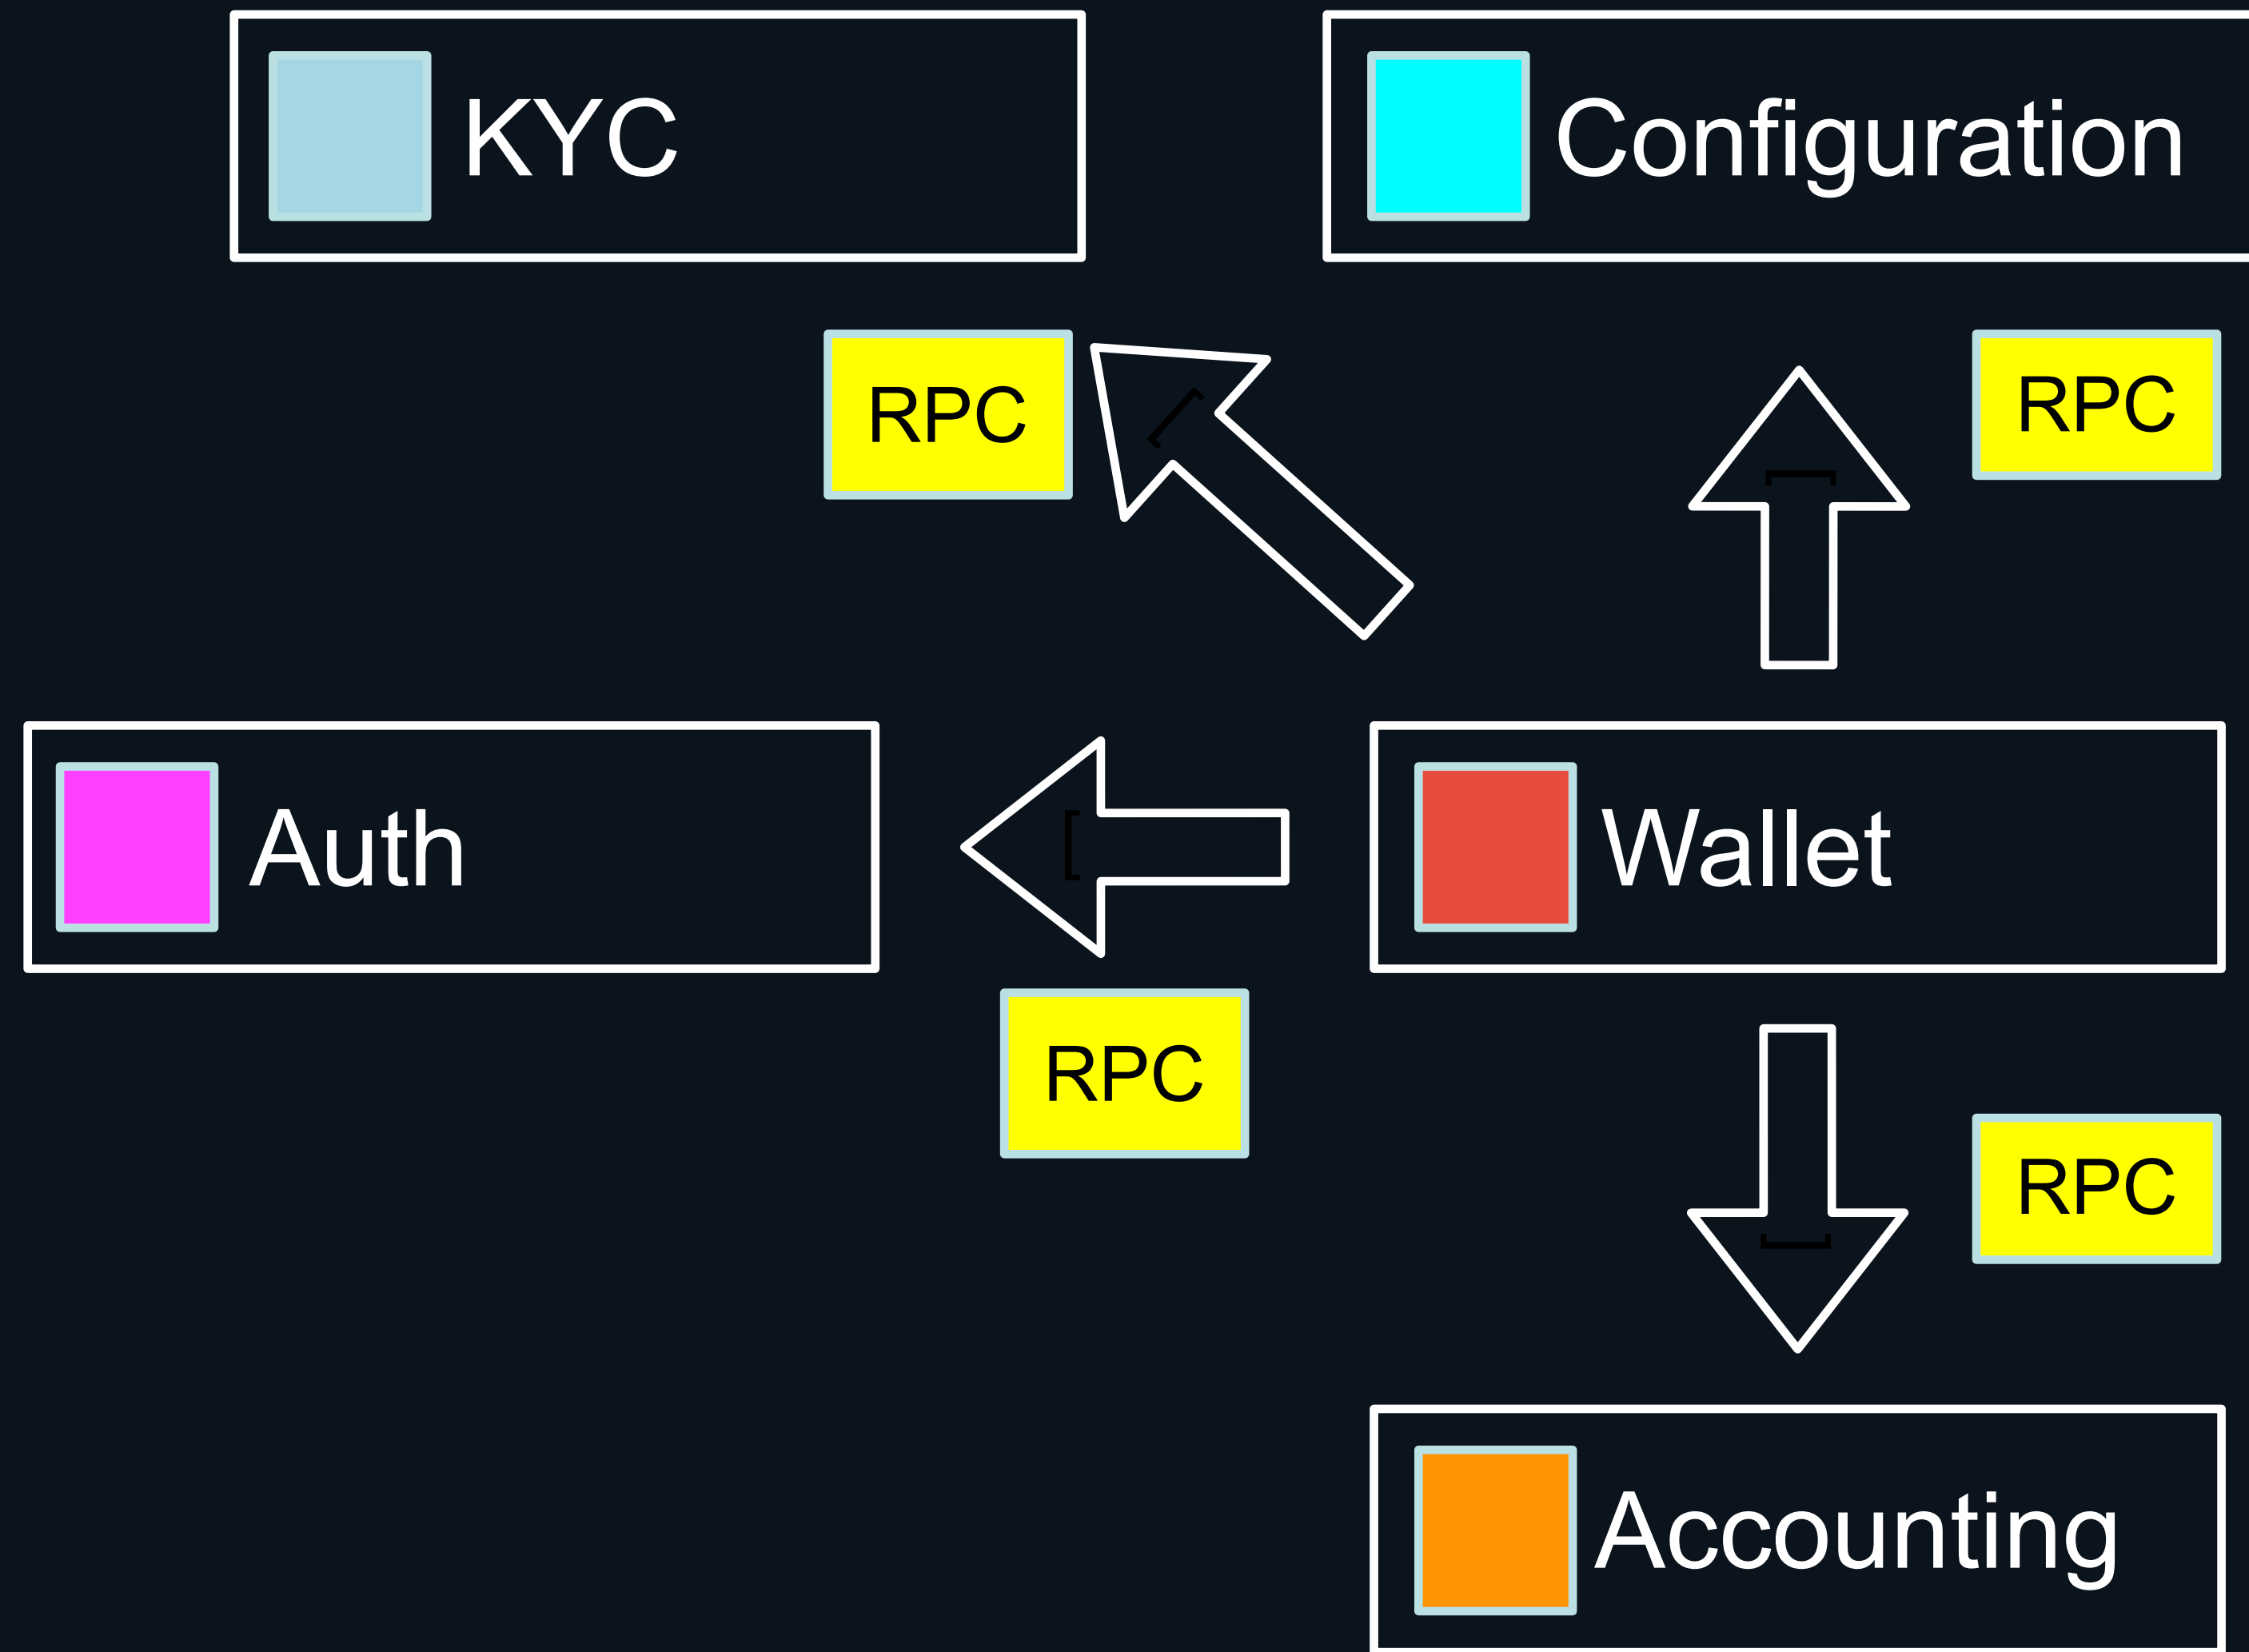 KYC
Configuration
RPC
RPC
Auth
Wallet
RPC
RPC
Accounting